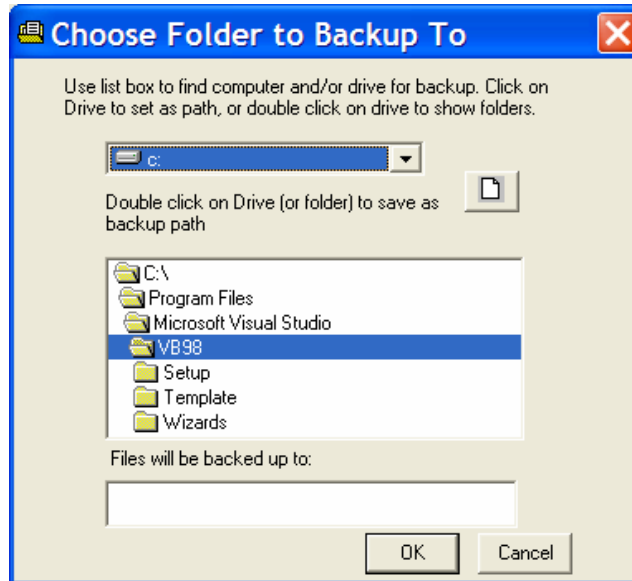 Choose Folder to Backup To
Use list box to find computer and/or drive for backup. Click on
Drive to set as path, or double click on drive to show folders.
c:
Double click on Drive (or folder) to save as
backup path
C:\
Program Files
Microsoft Visual Studio
VB98
Setup
Template
Wizards
Files will be backed up to:
OK Cancel